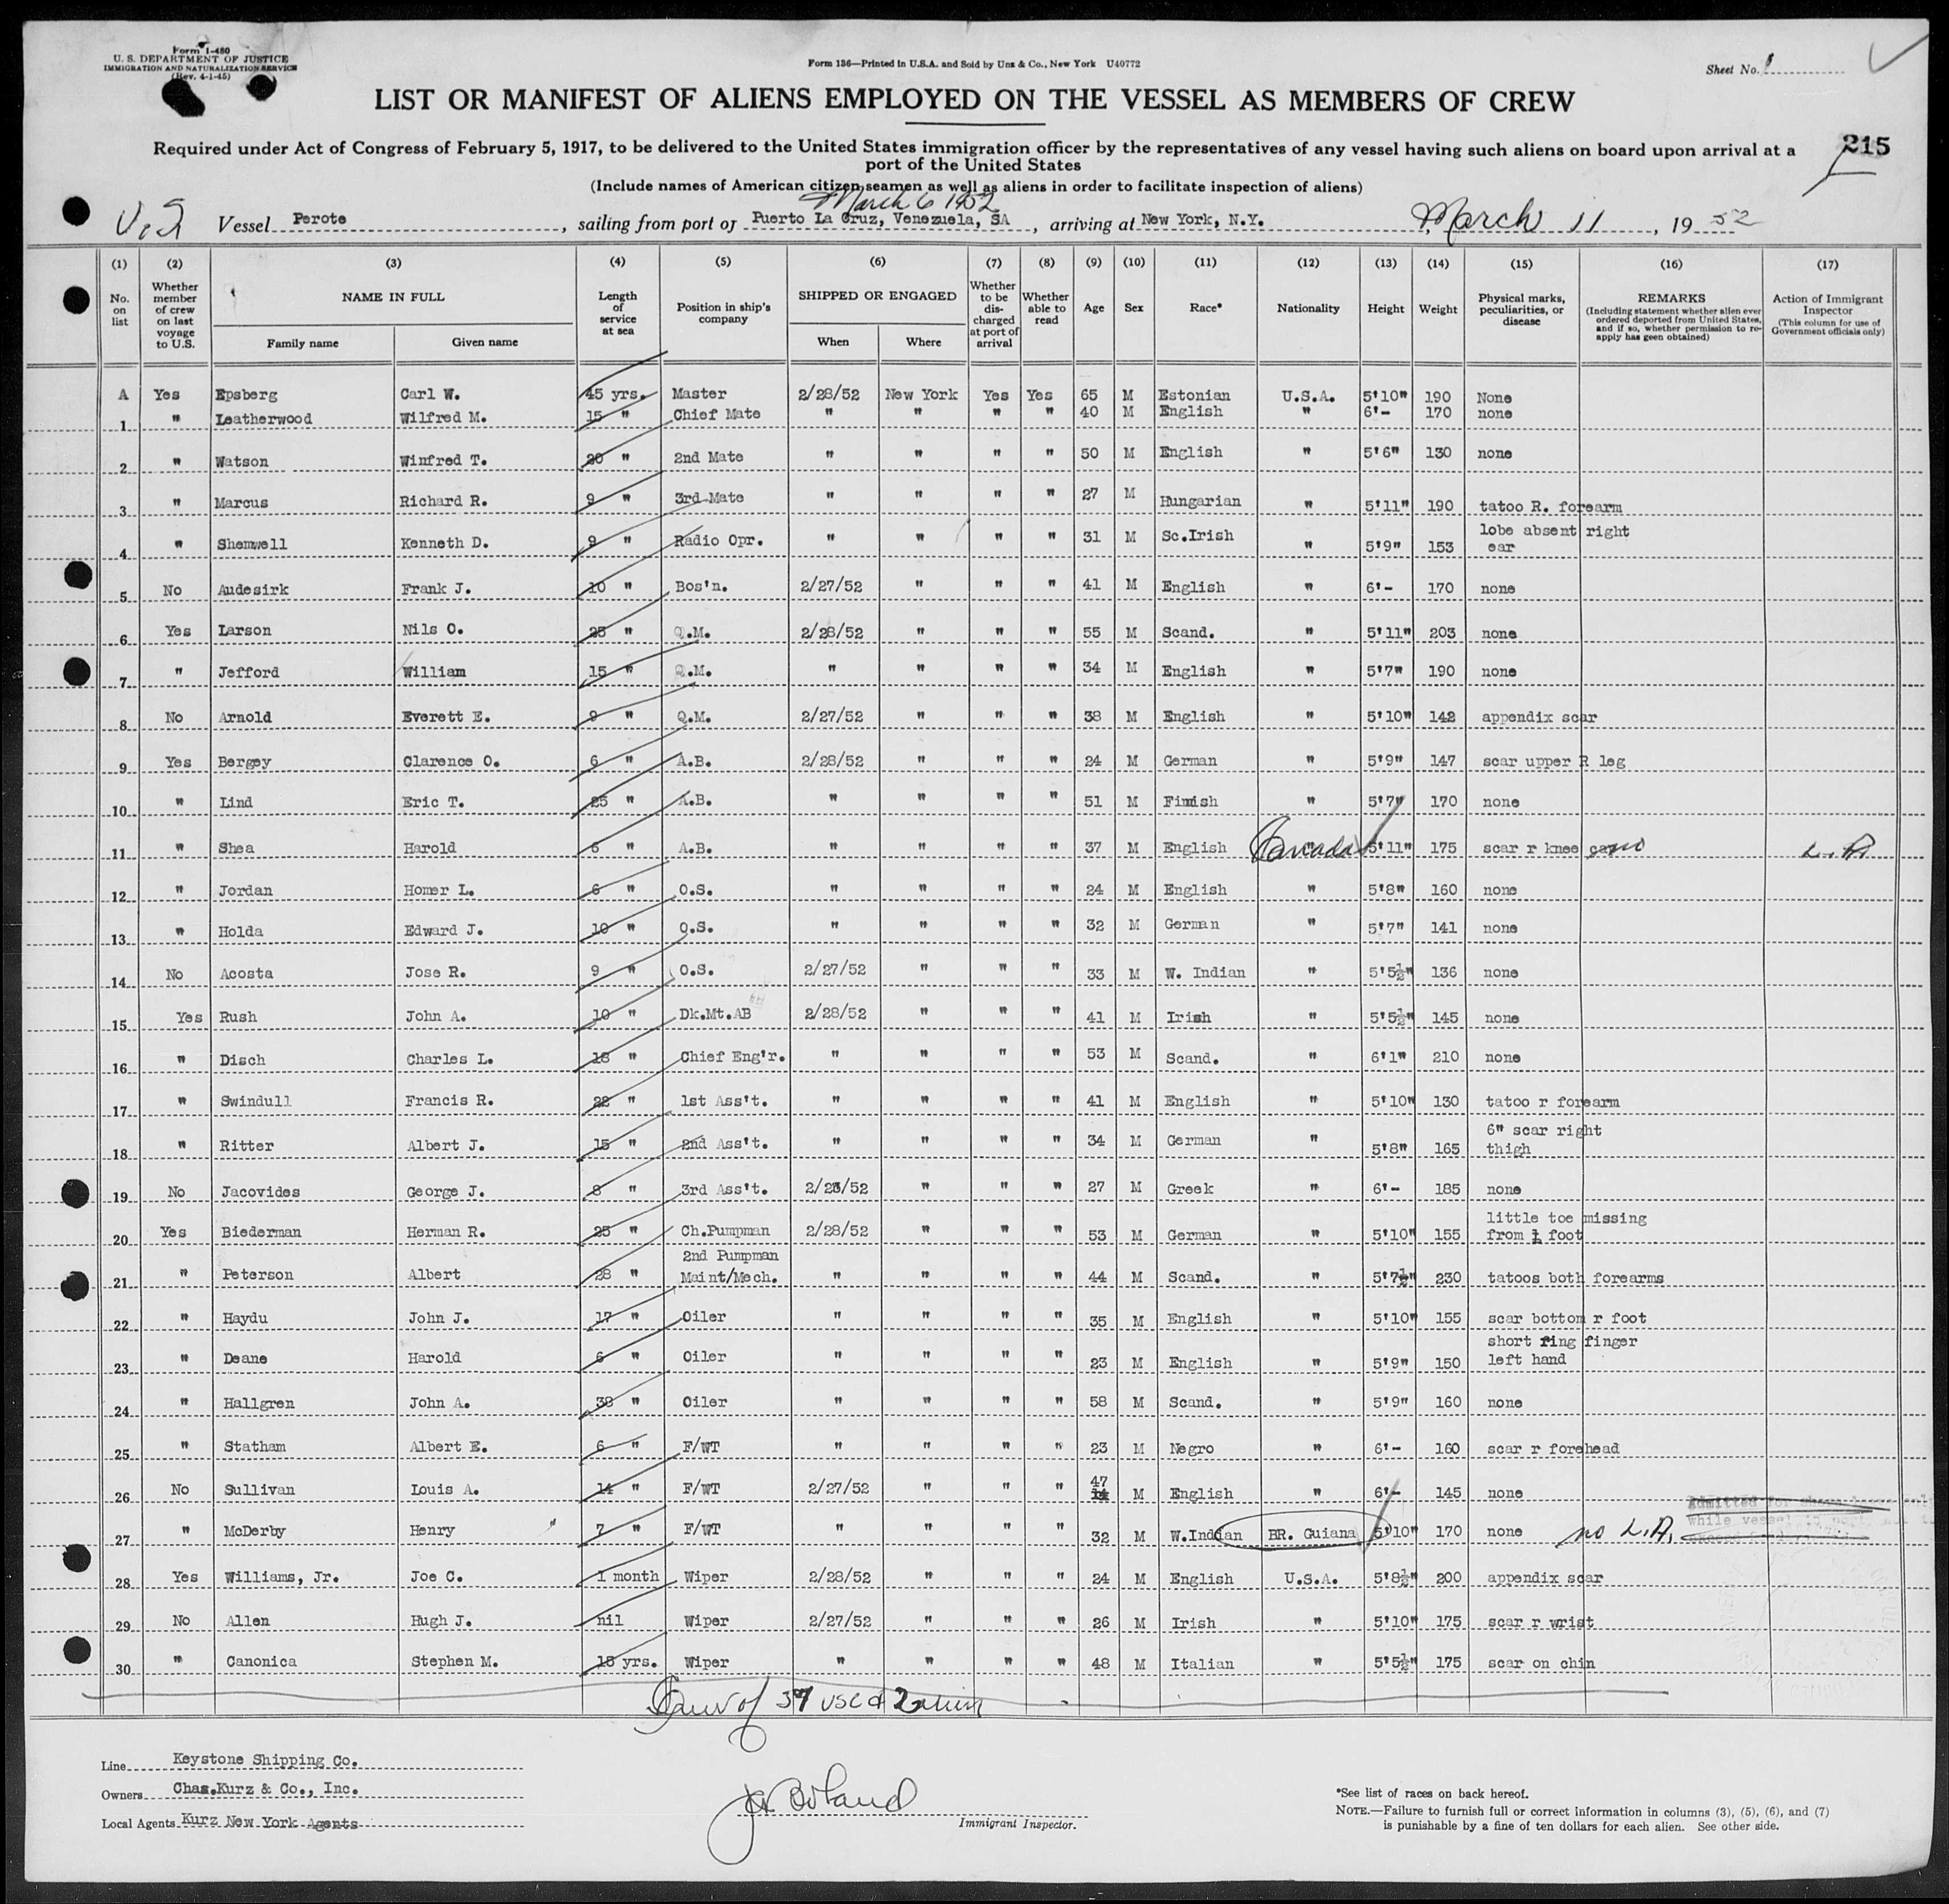 Form I-480
U. S. DEPARTMENT OF JUSTICE
IMMIGRATION AND NATURALIZATION SERVICE
(Rev. 4-1-45)
Form 136—Printed in U.S.A. and Sold by Unz & Co., New York U40772
Sheet No. 1
LIST OR MANIFEST OF ALIENS EMPLOYED ON THE VESSEL AS MEMBERS OF CREW
Required under Act of Congress of February 5, 1917, to be delivered to the United States immigration officer by the representatives of any vessel having such aliens on board upon arrival at a
port of the United States
215
(Include names of American citizen seamen as well as aliens in order to facilitate inspection of aliens)
March 6 1952
Vessel Perote, sailing from port of Puerto La Cruz, Venezuela, SA, arriving at New York, N.Y. March 11, 1952
(1) (2) (3) (4) (5) (6) (7) (8) (9) (10) (11) (12) (13) (14) (15) (16) (17)
No. on list
Whether member of crew on last voyage to U.S.
NAME IN FULL
Family name
Given name
Length of service at sea
Position in ship's company
SHIPPED OR ENGAGED
When
Where
Whether to be discharged at port of arrival
Whether able to read
Age
Sex
Race*
Nationality
Height
Weight
Physical marks, peculiarities, or disease
REMARKS
(Including statement whether alien ever ordered deported from United States, and if so, whether permission to re-apply has geen obtained)
Action of Immigrant Inspector
(This column for use of Government officials only)
A Yes Epsberg Carl W. 45 yrs. Master 2/28/52 New York Yes Yes 65 M Estonian U.S.A. 5'10" 190 None
1 " Leatherwood Wilfred M. 15 " Chief Mate " " " " 40 M English " 6'- 170 none
2 " Watson Winfred T. 20 " 2nd Mate " " " " 50 M English " 5'6" 130 none
3 " Marcus Richard R. 9 " 3rd Mate " " " " 27 M Hungarian " 5'11" 190 tatoo R. forearm
4 " Shemwell Kenneth D. 9 " Radio Opr. " " " " 31 M Sc.Irish " 5'9" 153 lobe absent right ear
5 No Audesirk Frank J. 10 " Bos'n. 2/27/52 " " " 41 M English " 6'- 170 none
6 Yes Larson Nils O. 25 " Q.M. 2/28/52 " " " 55 M Scand. " 5'11" 203 none
7 " Jefford William 15 " Q.M. " " " " 34 M English " 5'7" 190 none
8 No Arnold Everett E. 9 " Q.M. 2/27/52 " " " 38 M English " 5'10" 142 appendix scar
9 Yes Bergey Clarence O. 6 " A.B. 2/28/52 " " " 24 M German " 5'9" 147 scar upper R leg
10 " Lind Eric T. 25 " A.B. " " " " 51 M Finish " 5'7" 170 none
11 " Shea Harold 6 " A.B. " " " " 37 M English Canada 5'11" 175 scar r knee L.R.
12 " Jordan Homer L. 6 " O.S. " " " " 24 M English " 5'8" 160 none
13 " Holda Edward J. 10 " O.S. " " " " 32 M German " 5'7" 141 none
14 No Acosta Jose R. 9 " O.S. 2/27/52 " " " 33 M W. Indian " 5'5½" 136 none
15 Yes Rush John A. 10 " Dk.Mt.AB 2/28/52 " " " 41 M Irish " 5'5½" 145 none
16 " Disch Charles L. 18 " Chief Eng'r. " " " " 53 M Scand. " 6'1" 210 none
17 " Swindull Francis R. 22 " 1st Ass't. " " " " 41 M English " 5'10" 130 tatoo r forearm
18 " Ritter Albert J. 15 " 2nd Ass't. " " " " 34 M German " 5'8" 165 6" scar right thigh
19 No Jacovides George J. 8 " 3rd Ass't. 2/28/52 " " " 27 M Greek " 6'- 185 none
20 Yes Biederman Herman R. 25 " Ch.Pumpman 2/28/52 " " " 53 M German " 5'10" 155 little toe missing from foot
21 " Peterson Albert 28 " 2nd Pumpman Maint/Mech. " " " " 44 M Scand. " 5'7½" 230 tatoos both forearms
22 " Haydu John J. 17 " Oiler " " " " 35 M English " 5'10" 155 scar bottom r foot
23 " Deane Harold 6 " Oiler " " " " 23 M English " 5'9" 150 short ring finger left hand
24 " Hallgren John A. 38 " Oiler " " " " 58 M Scand. " 5'9" 160 none
25 " Statham Albert E. 6 " F/WT " " " " 23 M Negro " 6'- 160 scar r forehead
26 No Sullivan Louis A. 14 " F/WT 2/27/52 " " " 47 M English " 6'- 145 none
27 " McDerby Henry 7 " F/WT " " " " 32 M W.Indian BR. Guiana 5'10" 170 none no L.R. Admitted for shore leave only while vessel in port
28 Yes Williams, Jr. Joe C. 1 month Wiper 2/28/52 " " " 24 M English U.S.A. 5'8½" 200 appendix scar
29 No Allen Hugh J. nil Wiper 2/27/52 " " " 26 M Irish " 5'10" 175 scar r wrist
30 " Canonica Stephen M. 15 yrs. Wiper " " " " 48 M Italian " 5'5½" 175 scar on chin
Crew of 37 USC & 2 alien
Line Keystone Shipping Co.
Owners Chas.Kurz & Co., Inc.
Local Agents Kurz New York Agents
Immigrant Inspector.
*See list of races on back hereof.
NOTE.—Failure to furnish full or correct information in columns (3), (5), (6), and (7)
is punishable by a fine of ten dollars for each alien. See other side.